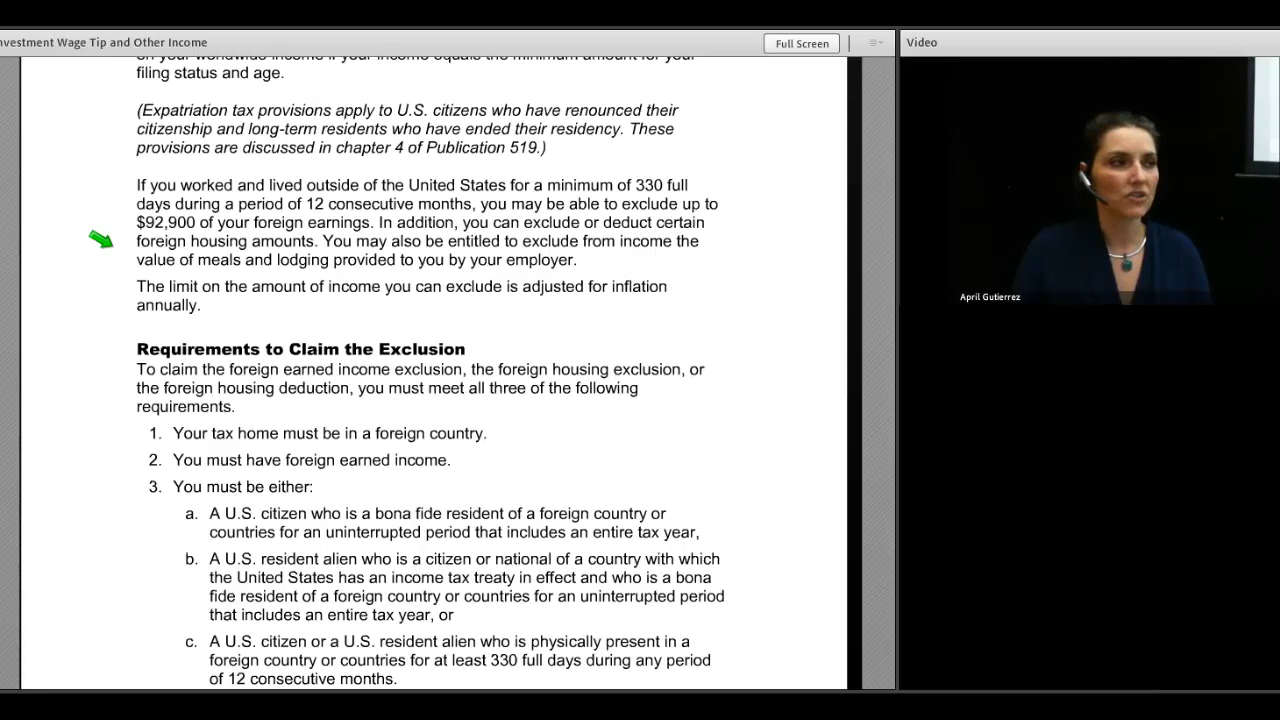 nvestment Wage Tip and Other Income
Full Screen
Video
on your worldwide income if your income equals the minimum amount for your
filing status and age.
(Expatriation tax provisions apply to U.S. citizens who have renounced their
citizenship and long-term residents who have ended their residency. These
provisions are discussed in chapter 4 of Publication 519.)
If you worked and lived outside of the United States for a minimum of 330 full
days during a period of 12 consecutive months, you may be able to exclude up to
$92,900 of your foreign earnings. In addition, you can exclude or deduct certain
foreign housing amounts. You may also be entitled to exclude from income the
value of meals and lodging provided to you by your employer.
The limit on the amount of income you can exclude is adjusted for inflation
annually.
Requirements to Claim the Exclusion
To claim the foreign earned income exclusion, the foreign housing exclusion, or
the foreign housing deduction, you must meet all three of the following
requirements.
1. Your tax home must be in a foreign country.
2. You must have foreign earned income.
3. You must be either:
a. A U.S. citizen who is a bona fide resident of a foreign country or
countries for an uninterrupted period that includes an entire tax year,
b. A U.S. resident alien who is a citizen or national of a country with which
the United States has an income tax treaty in effect and who is a bona
fide resident of a foreign country or countries for an uninterrupted period
that includes an entire tax year, or
c. A U.S. citizen or a U.S. resident alien who is physically present in a
foreign country or countries for at least 330 full days during any period
of 12 consecutive months.
April Gutierrez